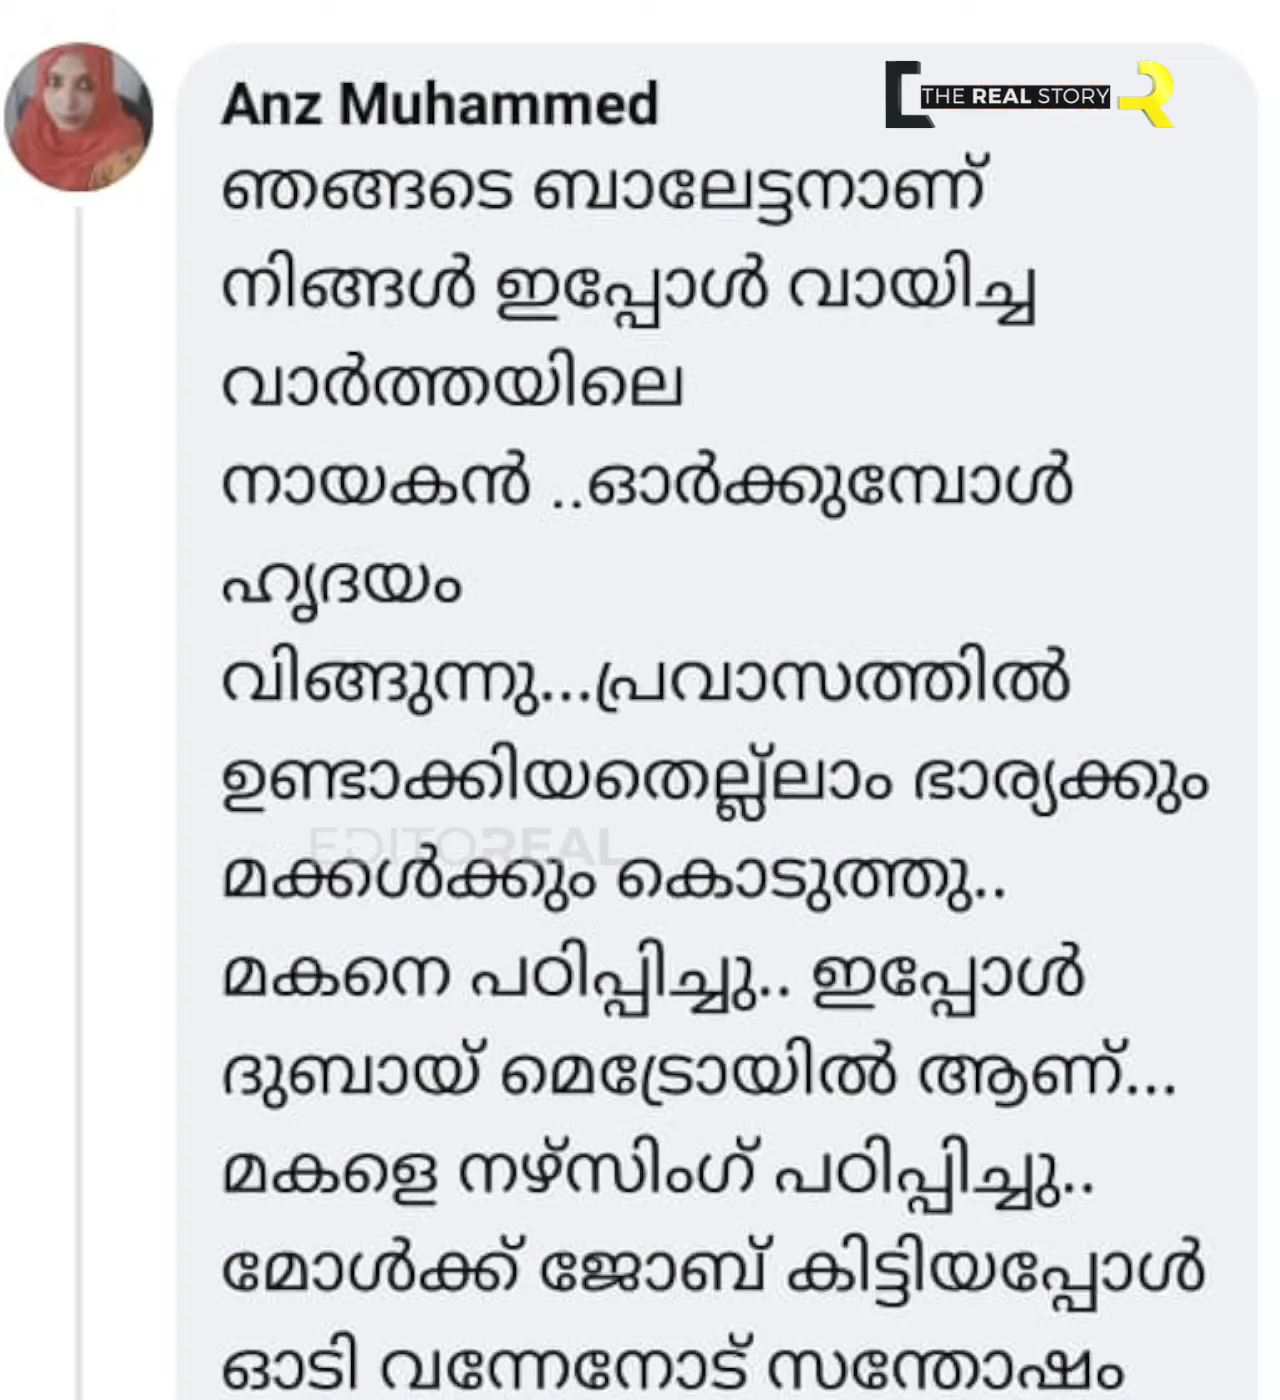 Anz Muhammed
THE REAL STORY
ഞങ്ങടെ ബാലേട്ടനാണ്
നിങ്ങൾ ഇപ്പോൾ വായിച്ച
വാർത്തയിലെ
നായകൻ ..ഓർക്കുമ്പോൾ
ഹൃദയം
വിങ്ങുന്നു...പ്രവാസത്തിൽ
ഉണ്ടാക്കിയതെല്ല്ലാം ഭാര്യക്കും
EDITOREAL
മക്കൾക്കും കൊടുത്തു..
മകനെ പഠിപ്പിച്ചു.. ഇപ്പോൾ
ദുബായ് മെട്രോയിൽ ആണ്...
മകളെ നഴ്സിംഗ് പഠിപ്പിച്ചു..
മോൾക്ക് ജോബ് കിട്ടിയപ്പോൾ
ഓടി വന്നേനോട് സന്തോഷം